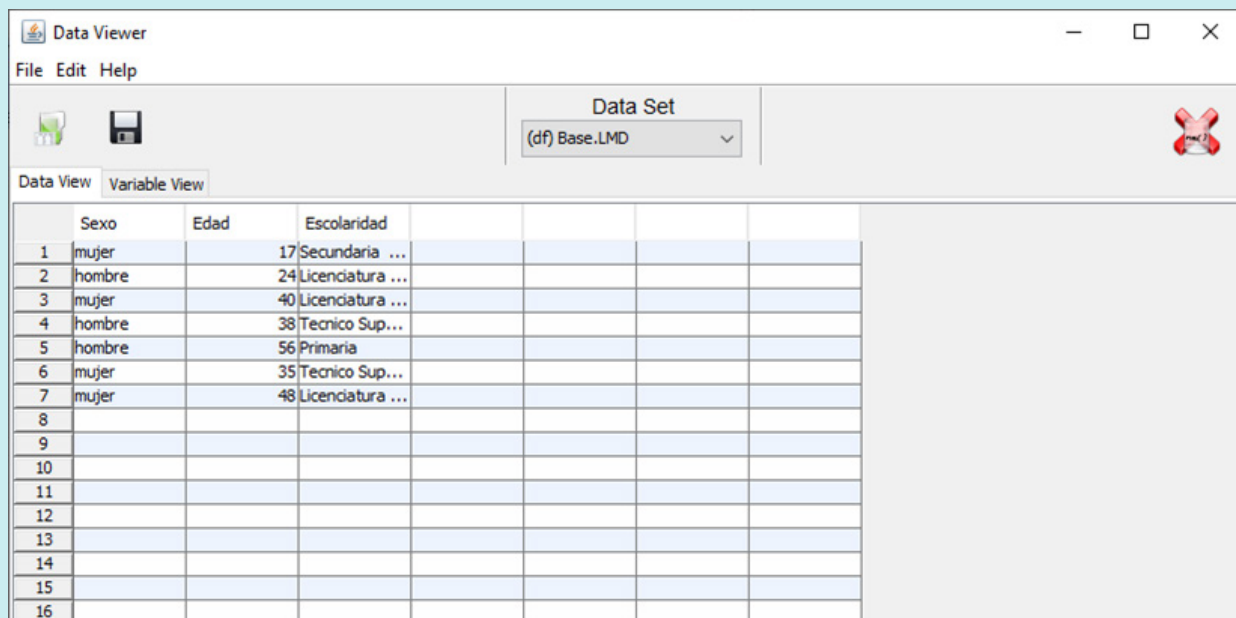 Data Viewer
File Edit Help
Data Set
(df) Base.LMD
Data View Variable View
Sexo Edad Escolaridad
1 mujer 17 Secundaria ...
2 hombre 24 Licenciatura ...
3 mujer 40 Licenciatura ...
4 hombre 38 Tecnico Sup...
5 hombre 56 Primaria
6 mujer 35 Tecnico Sup...
7 mujer 48 Licenciatura ...
8
9
10
11
12
13
14
15
16